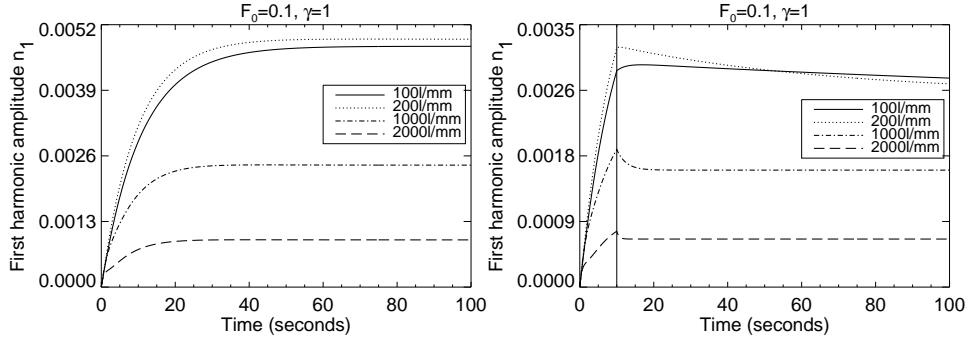 F₀=0.1, γ=1
First harmonic amplitude n₁
0.0052
0.0039
0.0026
0.0013
0.0000
100l/mm
200l/mm
1000l/mm
2000l/mm
0 20 40 60 80 100
Time (seconds)
F₀=0.1, γ=1
First harmonic amplitude n₁
0.0035
0.0026
0.0018
0.0009
0.0000
100l/mm
200l/mm
1000l/mm
2000l/mm
0 20 40 60 80 100
Time (seconds)